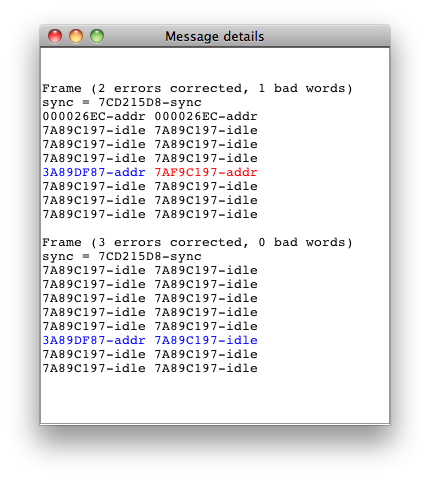 Message details
Frame (2 errors corrected, 1 bad words)
sync = 7CD215D8-sync
000026EC-addr 000026EC-addr
7A89C197-idle 7A89C197-idle
7A89C197-idle 7A89C197-idle
7A89C197-idle 7A89C197-idle
3A89DF87-addr 7AF9C197-addr
7A89C197-idle 7A89C197-idle
7A89C197-idle 7A89C197-idle
7A89C197-idle 7A89C197-idle
Frame (3 errors corrected, 0 bad words)
sync = 7CD215D8-sync
7A89C197-idle 7A89C197-idle
7A89C197-idle 7A89C197-idle
7A89C197-idle 7A89C197-idle
7A89C197-idle 7A89C197-idle
7A89C197-idle 7A89C197-idle
3A89DF87-addr 7A89C197-idle
7A89C197-idle 7A89C197-idle
7A89C197-idle 7A89C197-idle